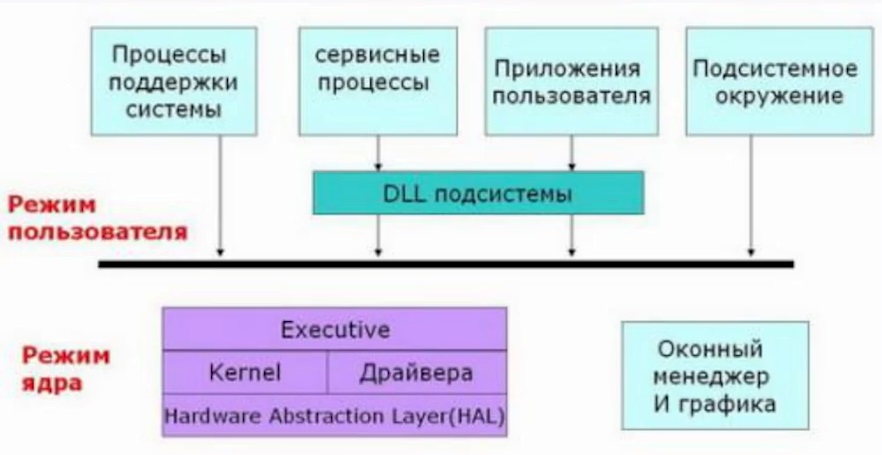 Процессы
поддержки
системы
сервисные
процессы
Приложения
пользователя
Подсистемное
окружение
DLL подсистемы
Режим
пользователя
Executive
Kernel
Драйвера
Hardware Abstraction Layer(HAL)
Режим
ядра
Оконный
менеджер
И графика